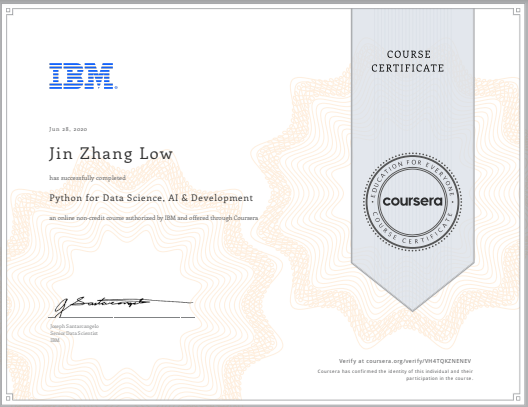 COURSE
CERTIFICATE
IBM
Jun 28, 2020
Jin Zhang Low
has successfully completed
Python for Data Science, AI & Development
an online non-credit course authorized by IBM and offered through Coursera
EDUCATION FOR EVERYONE
coursera
COURSE CERTIFICATE
Joseph Santarcangelo
Senior Data Scientist
IBM
Verify at coursera.org/verify/VH4TQXZNENEV
Coursera has confirmed the identity of this individual and their
participation in the course.